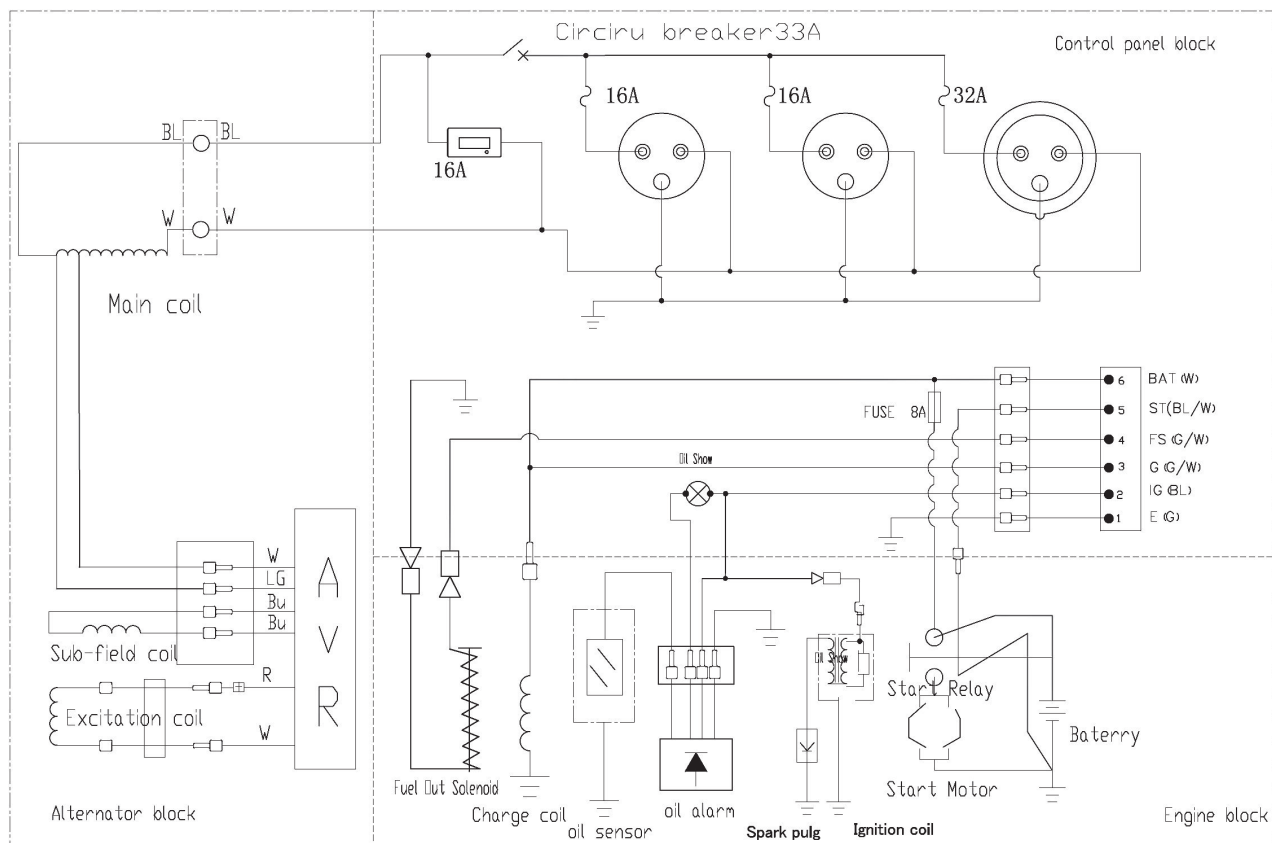 Circiru breaker33A
Control panel block
16A
16A
32A
BL
BL
16A
W
W
Main coil
6 BAT (W)
FUSE 8A
5 ST(BL/W)
4 FS (G/W)
Oil Show
3 G (G/W)
2 IG (BL)
1 E (G)
W
LG
Bu
Bu
A
V
R
Sub-field coil
R
Excitation coil
W
Oil Show
Start Relay
Baterry
Fuel Out Solenoid
Start Motor
Alternator block
Charge coil
oil sensor
oil alarm
Spark pulg
Ignition coil
Engine block